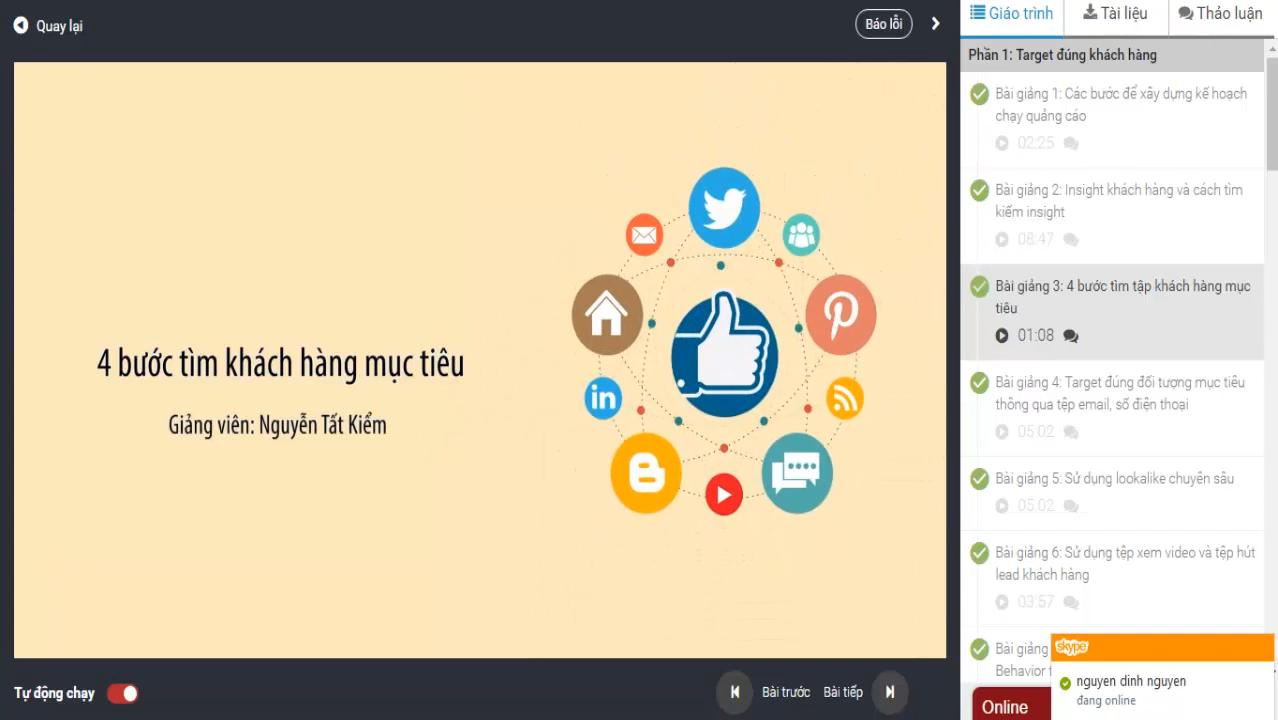 Quay lại
Báo lỗi
4 bước tìm khách hàng mục tiêu
Giảng viên: Nguyễn Tất Kiểm
in
Tự động chạy
Bài trước
Bài tiếp
Giáo trình
Tài liệu
Thảo luận
Phần 1: Target đúng khách hàng
Bài giảng 1: Các bước để xây dựng kế hoạch
chạy quảng cáo
02:25
Bài giảng 2: Insight khách hàng và cách tìm
kiếm insight
08:47
Bài giảng 3: 4 bước tìm tập khách hàng mục
tiêu
01:08
Bài giảng 4: Target đúng đối tượng mục tiêu
thông qua tệp email, số điện thoại
05:02
Bài giảng 5: Sử dụng lookalike chuyên sâu
05:02
Bài giảng 6: Sử dụng tệp xem video và tệp hút
lead khách hàng
03:57
Bài giảng
Behavior
skype
nguyen dinh nguyen
đang online
Online